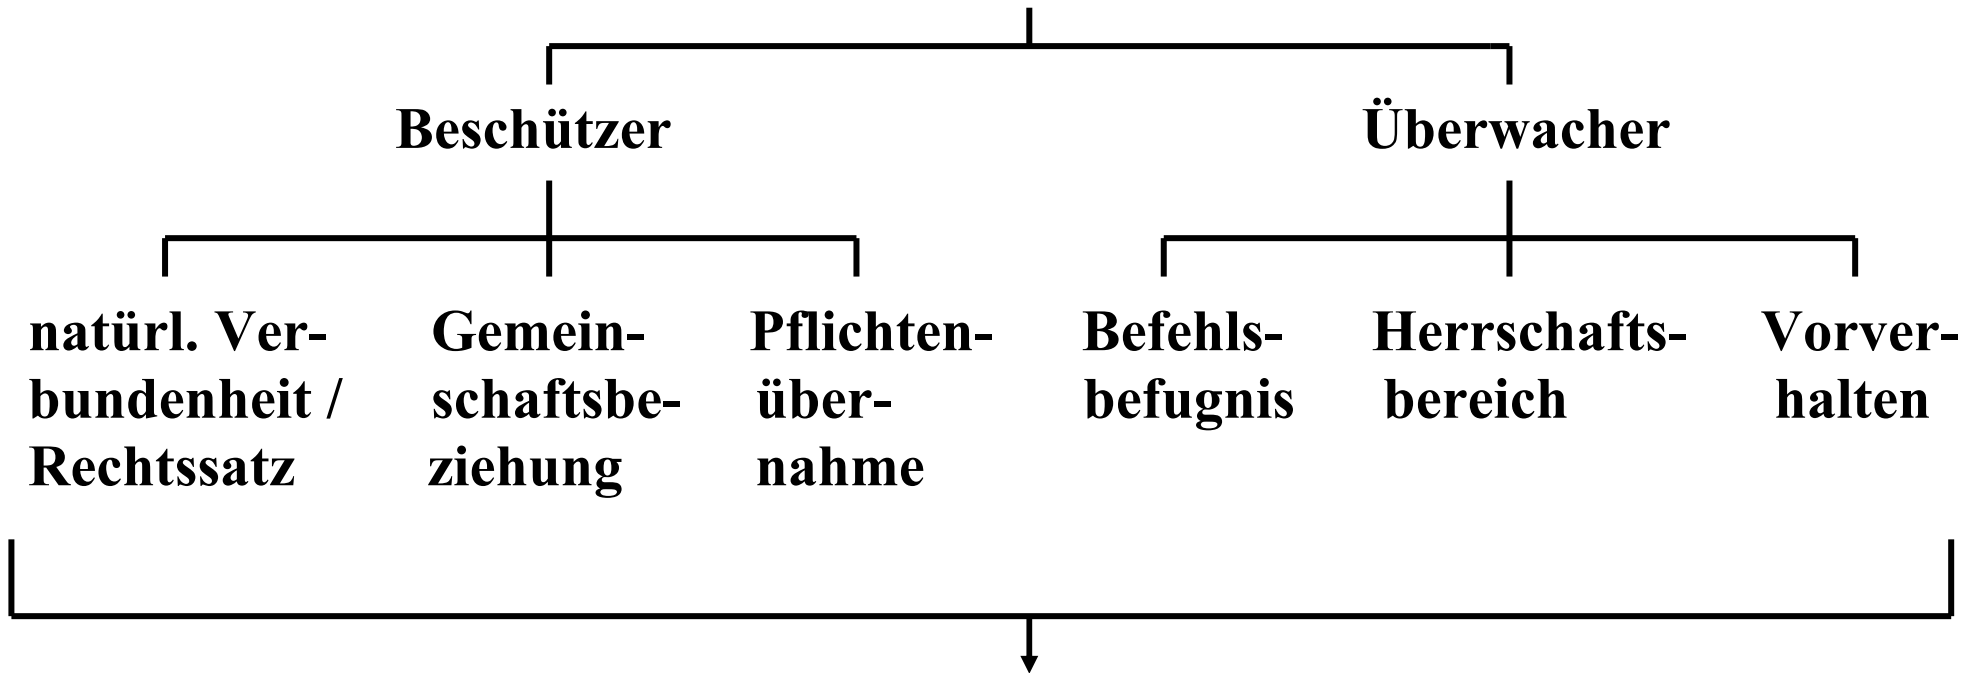 Beschützer Überwacher
natürl. Ver- Gemein- Pflichten- Befehls- Herrschafts- Vorver-
bundenheit / schaftsbe- über- befugnis bereich halten
Rechtssatz ziehung nahme